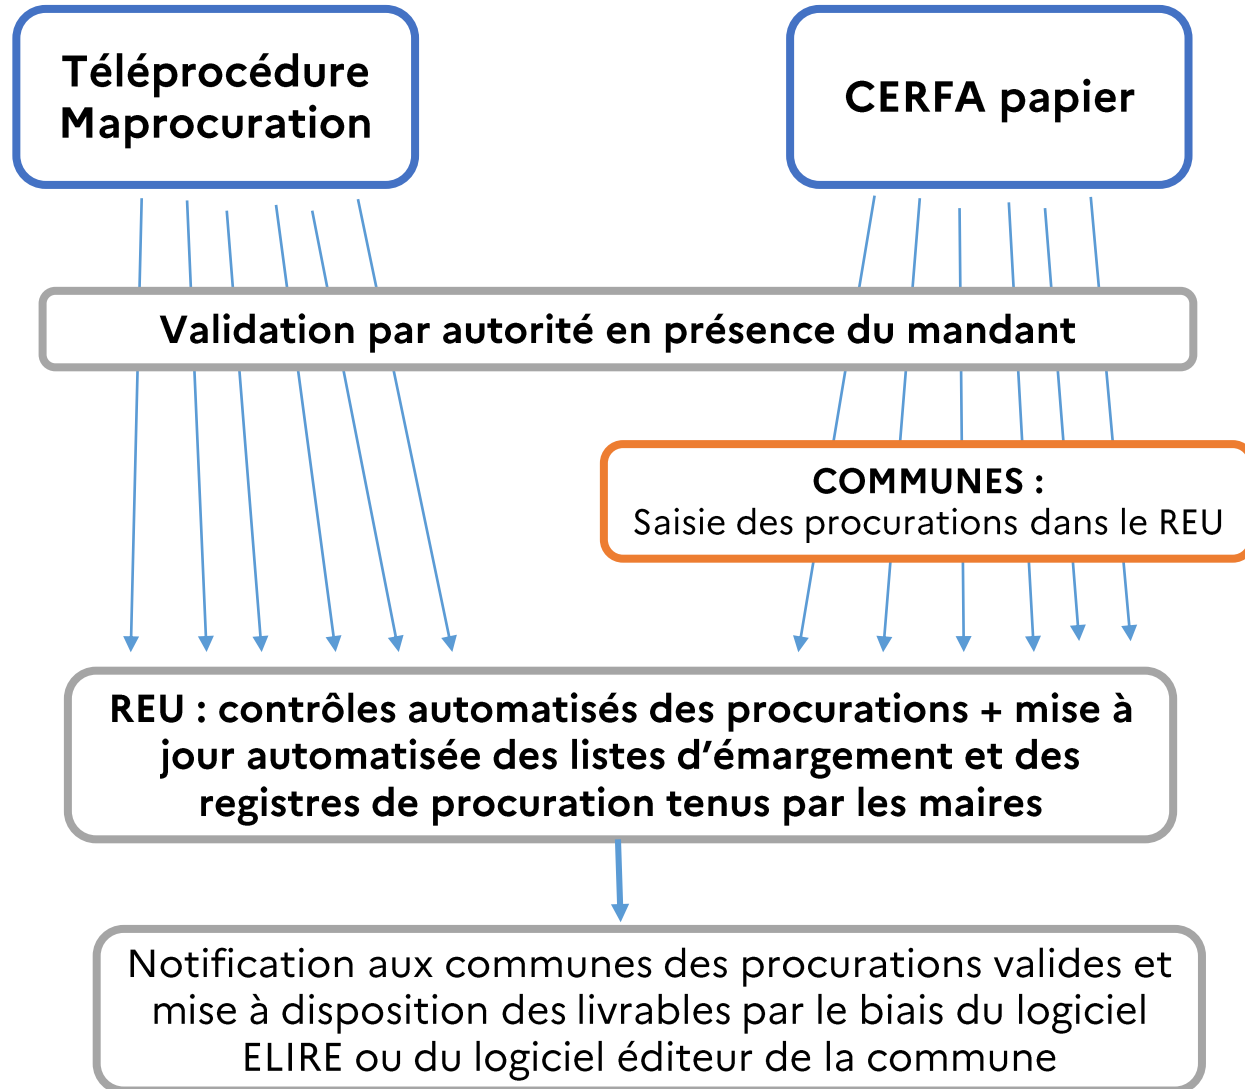 Téléprocédure
Maprocuration
CERFA papier
Validation par autorité en présence du mandant
COMMUNES :
Saisie des procurations dans le REU
REU : contrôles automatisés des procurations + mise à
jour automatisée des listes d’émargement et des
registres de procuration tenus par les maires
Notification aux communes des procurations valides et
mise à disposition des livrables par le biais du logiciel
ELIRE ou du logiciel éditeur de la commune